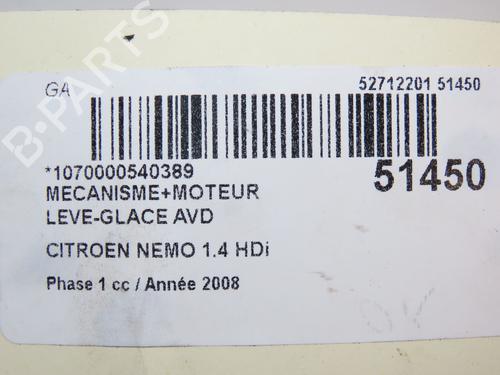 GA
52712201 51450
*1070000540389
51450
MECANISME+MOTEUR
LEVE-GLACE AVD
CITROEN NEMO 1.4 HDi
Phase 1 cc / Année 2008
OK
B-PARTS